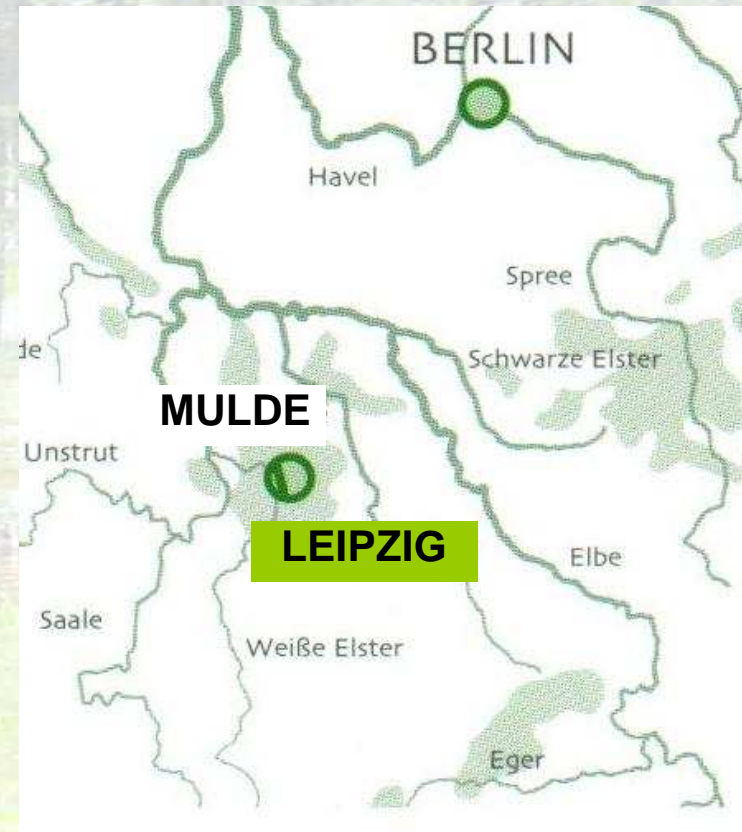 BERLIN
Havel
Spree
de
Schwarze Elster
MULDE
Unstrut
LEIPZIG
Elbe
Saale
Weiße Elster
Eger